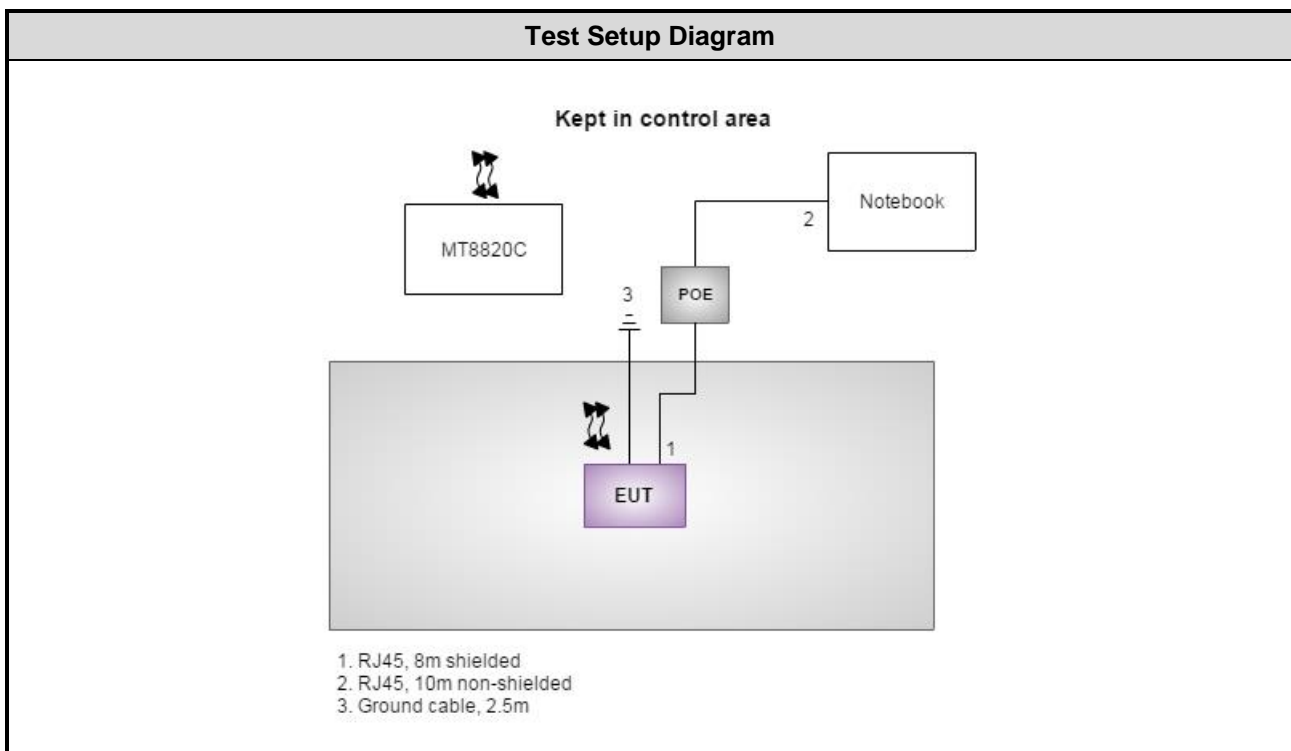 Test Setup Diagram
Kept in control area
MT8820C
Notebook
2
POE
3
1
EUT
1. RJ45, 8m shielded
2. RJ45, 10m non-shielded
3. Ground cable, 2.5m